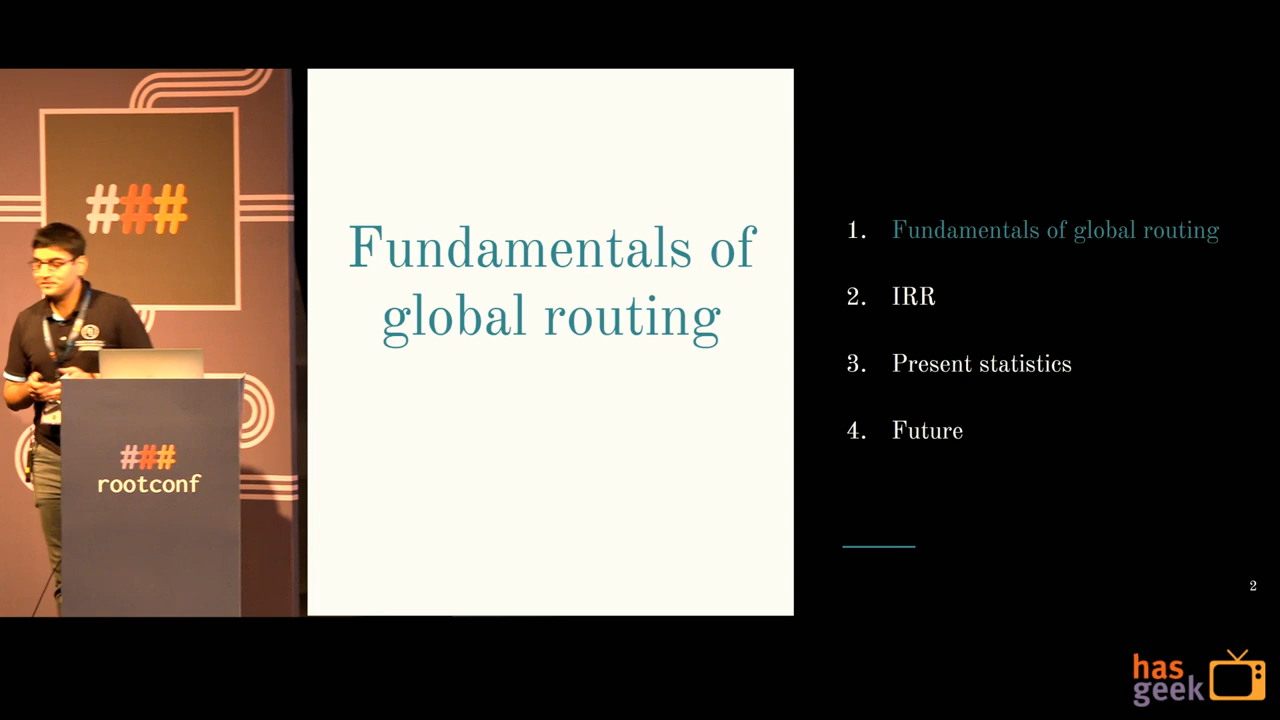 ###
###
rootconf
Fundamentals of
global routing
1. Fundamentals of global routing
2. IRR
3. Present statistics
4. Future
2
has
geek